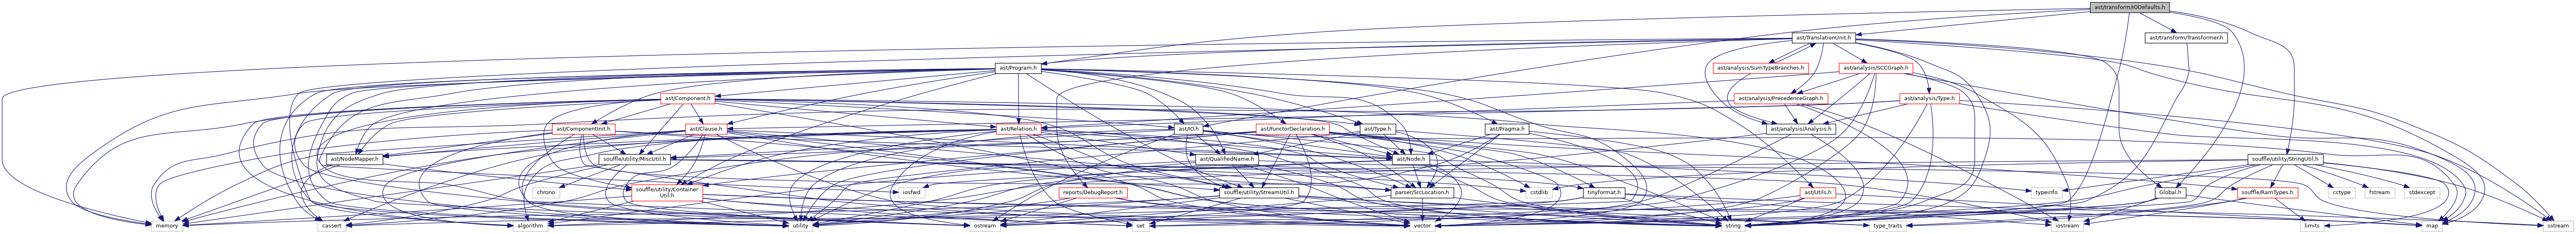 ast/transform/IODefaults.h
ast/TranslationUnit.h
ast/transform/Transformer.h
ast/Program.h
ast/analysis/SumTypeBranches.h
ast/analysis/SCCGraph.h
ast/Component.h
ast/analysis/PrecedenceGraph.h
ast/analysis/Type.h
ast/ComponentInit.h
ast/Clause.h
ast/Relation.h
ast/IO.h
ast/FunctorDeclaration.h
ast/Type.h
ast/Pragma.h
ast/analysis/Analysis.h
ast/NodeMapper.h
souffle/utility/MiscUtil.h
ast/QualifiedName.h
ast/Node.h
souffle/utility/StringUtil.h
chrono
souffle/utility/Container
Util.h
iosfwd
reports/DebugReport.h
souffle/utility/StreamUtil.h
parser/SrcLocation.h
cstdlib
tinyformat.h
ast/Utils.h
typeinfo
Global.h
souffle/RamTypes.h
cctype
fstream
stdexcept
memory
cassert
algorithm
utility
ostream
set
vector
string
type_traits
iostream
limits
map
sstream